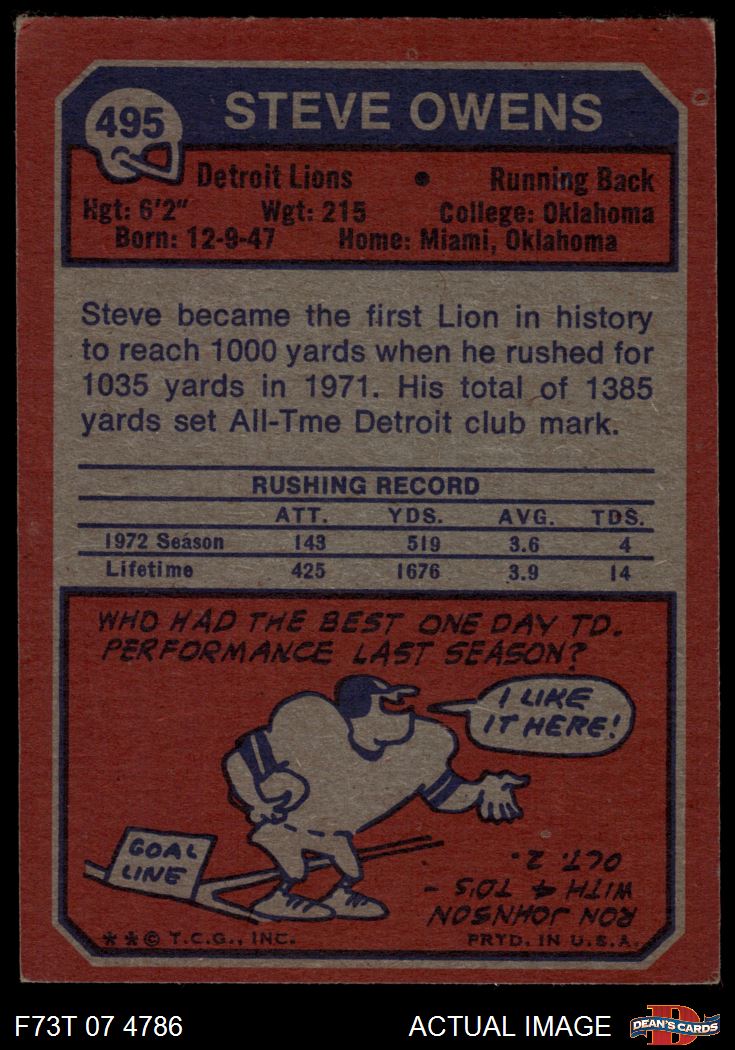 495
STEVE OWENS
Detroit Lions • Running Back
Hgt: 6'2" Wgt: 215 College: Oklahoma
Born: 12-9-47 Home: Miami, Oklahoma
Steve became the first Lion in history
to reach 1000 yards when he rushed for
1035 yards in 1971. His total of 1385
yards set All-Tme Detroit club mark.
RUSHING RECORD
ATT. YDS. AVG. TDS.
1972 Season 143 519 3.6 4
Lifetime 425 1676 3.9 14
WHO HAD THE BEST ONE DAY TD.
PERFORMANCE LAST SEASON?
I LIKE
IT HERE!
GOAL
LINE
RON JOHNSON
WITH 4 TD'S -
OCT. 2.
** © T.C.G., INC. PRTD. IN U.S.A.
F73T 07 4786 ACTUAL IMAGE
D
DEAN'S CARDS